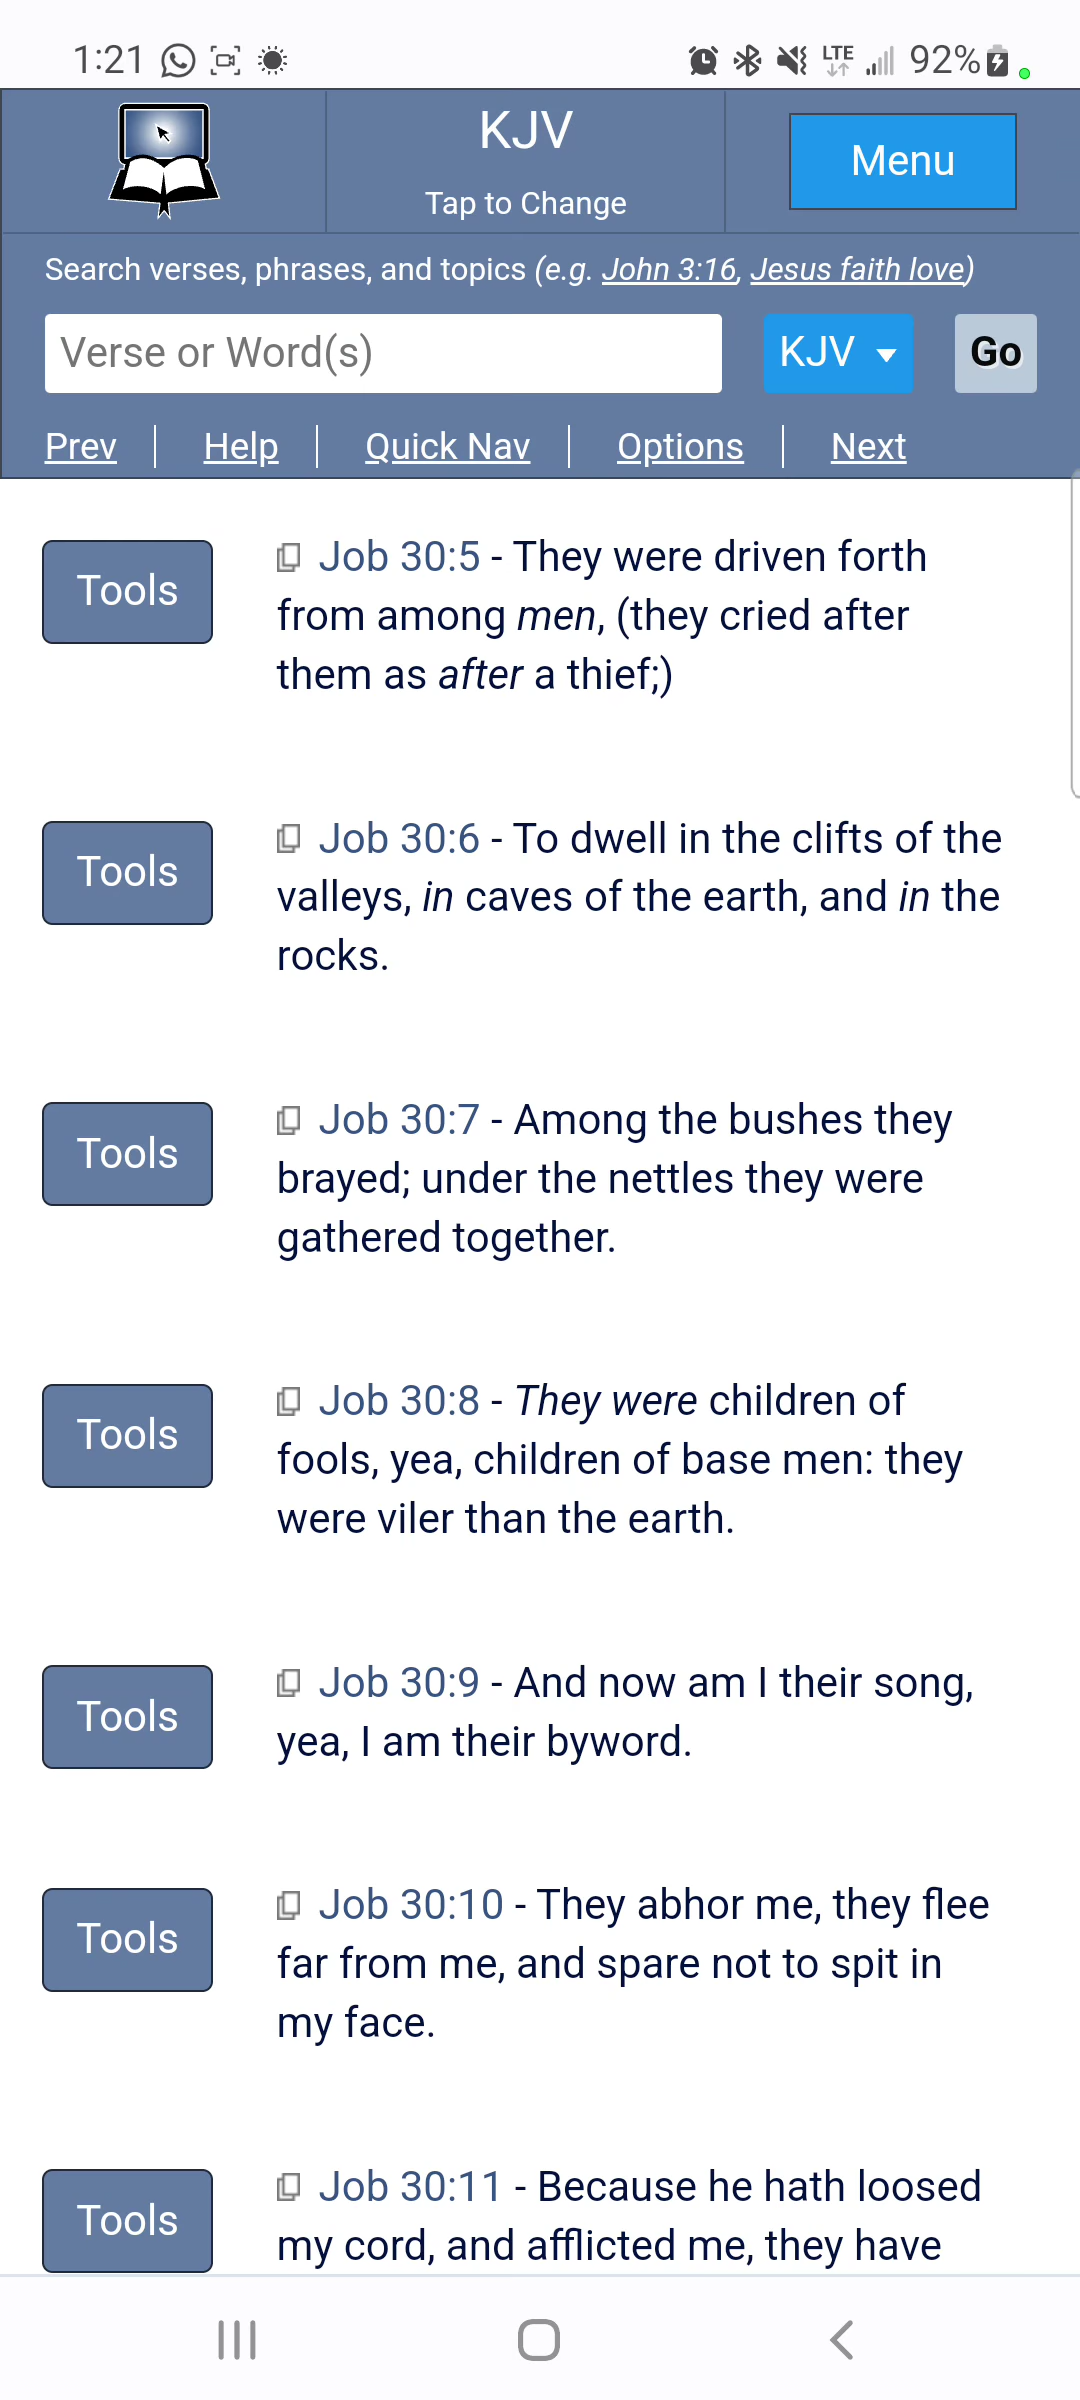 1:21 LTE 92%
KJV
Tap to Change
Menu
Search verses, phrases, and topics (e.g. John 3:16, Jesus faith love)
Verse or Word(s) KJV Go
Prev Help Quick Nav Options Next
Tools
Job 30:5 - They were driven forth
from among men, (they cried after
them as after a thief;)
Tools
Job 30:6 - To dwell in the clifts of the
valleys, in caves of the earth, and in the
rocks.
Tools
Job 30:7 - Among the bushes they
brayed; under the nettles they were
gathered together.
Tools
Job 30:8 - They were children of
fools, yea, children of base men: they
were viler than the earth.
Tools
Job 30:9 - And now am I their song,
yea, I am their byword.
Tools
Job 30:10 - They abhor me, they flee
far from me, and spare not to spit in
my face.
Tools
Job 30:11 - Because he hath loosed
my cord, and afflicted me, they have